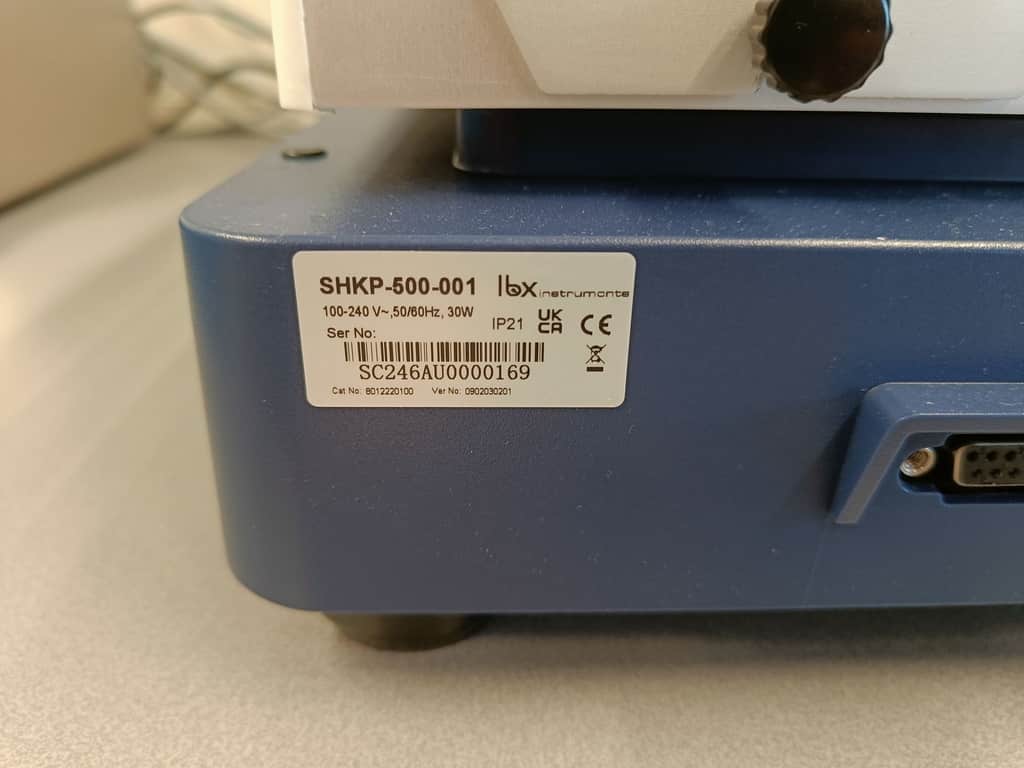 SHKP-500-001 lbx instruments
100-240 V~,50/60Hz, 30W
IP21 UK CA CE
Ser No:
SC246AU0000169
Cat No: 8012220100 Ver No: 0902030201